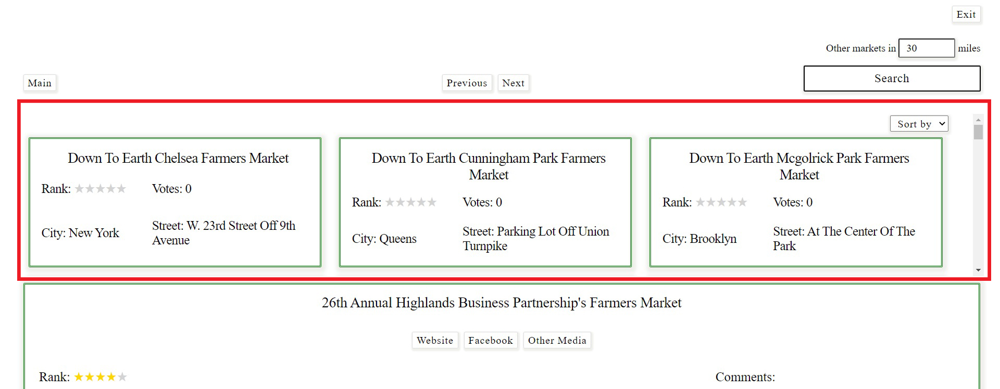 Exit
Other markets in 30 miles
Main
Previous Next
Search
Sort by
Down To Earth Chelsea Farmers Market
Rank: ★★★★★ Votes: 0
City: New York
Street: W. 23rd Street Off 9th
Avenue
Down To Earth Cunningham Park Farmers
Market
Rank: ★★★★★ Votes: 0
City: Queens
Street: Parking Lot Off Union
Turnpike
Down To Earth Mcgolrick Park Farmers
Market
Rank: ★★★★★ Votes: 0
City: Brooklyn
Street: At The Center Of The
Park
26th Annual Highlands Business Partnership's Farmers Market
Website Facebook Other Media
Rank: ★★★★★
Comments: